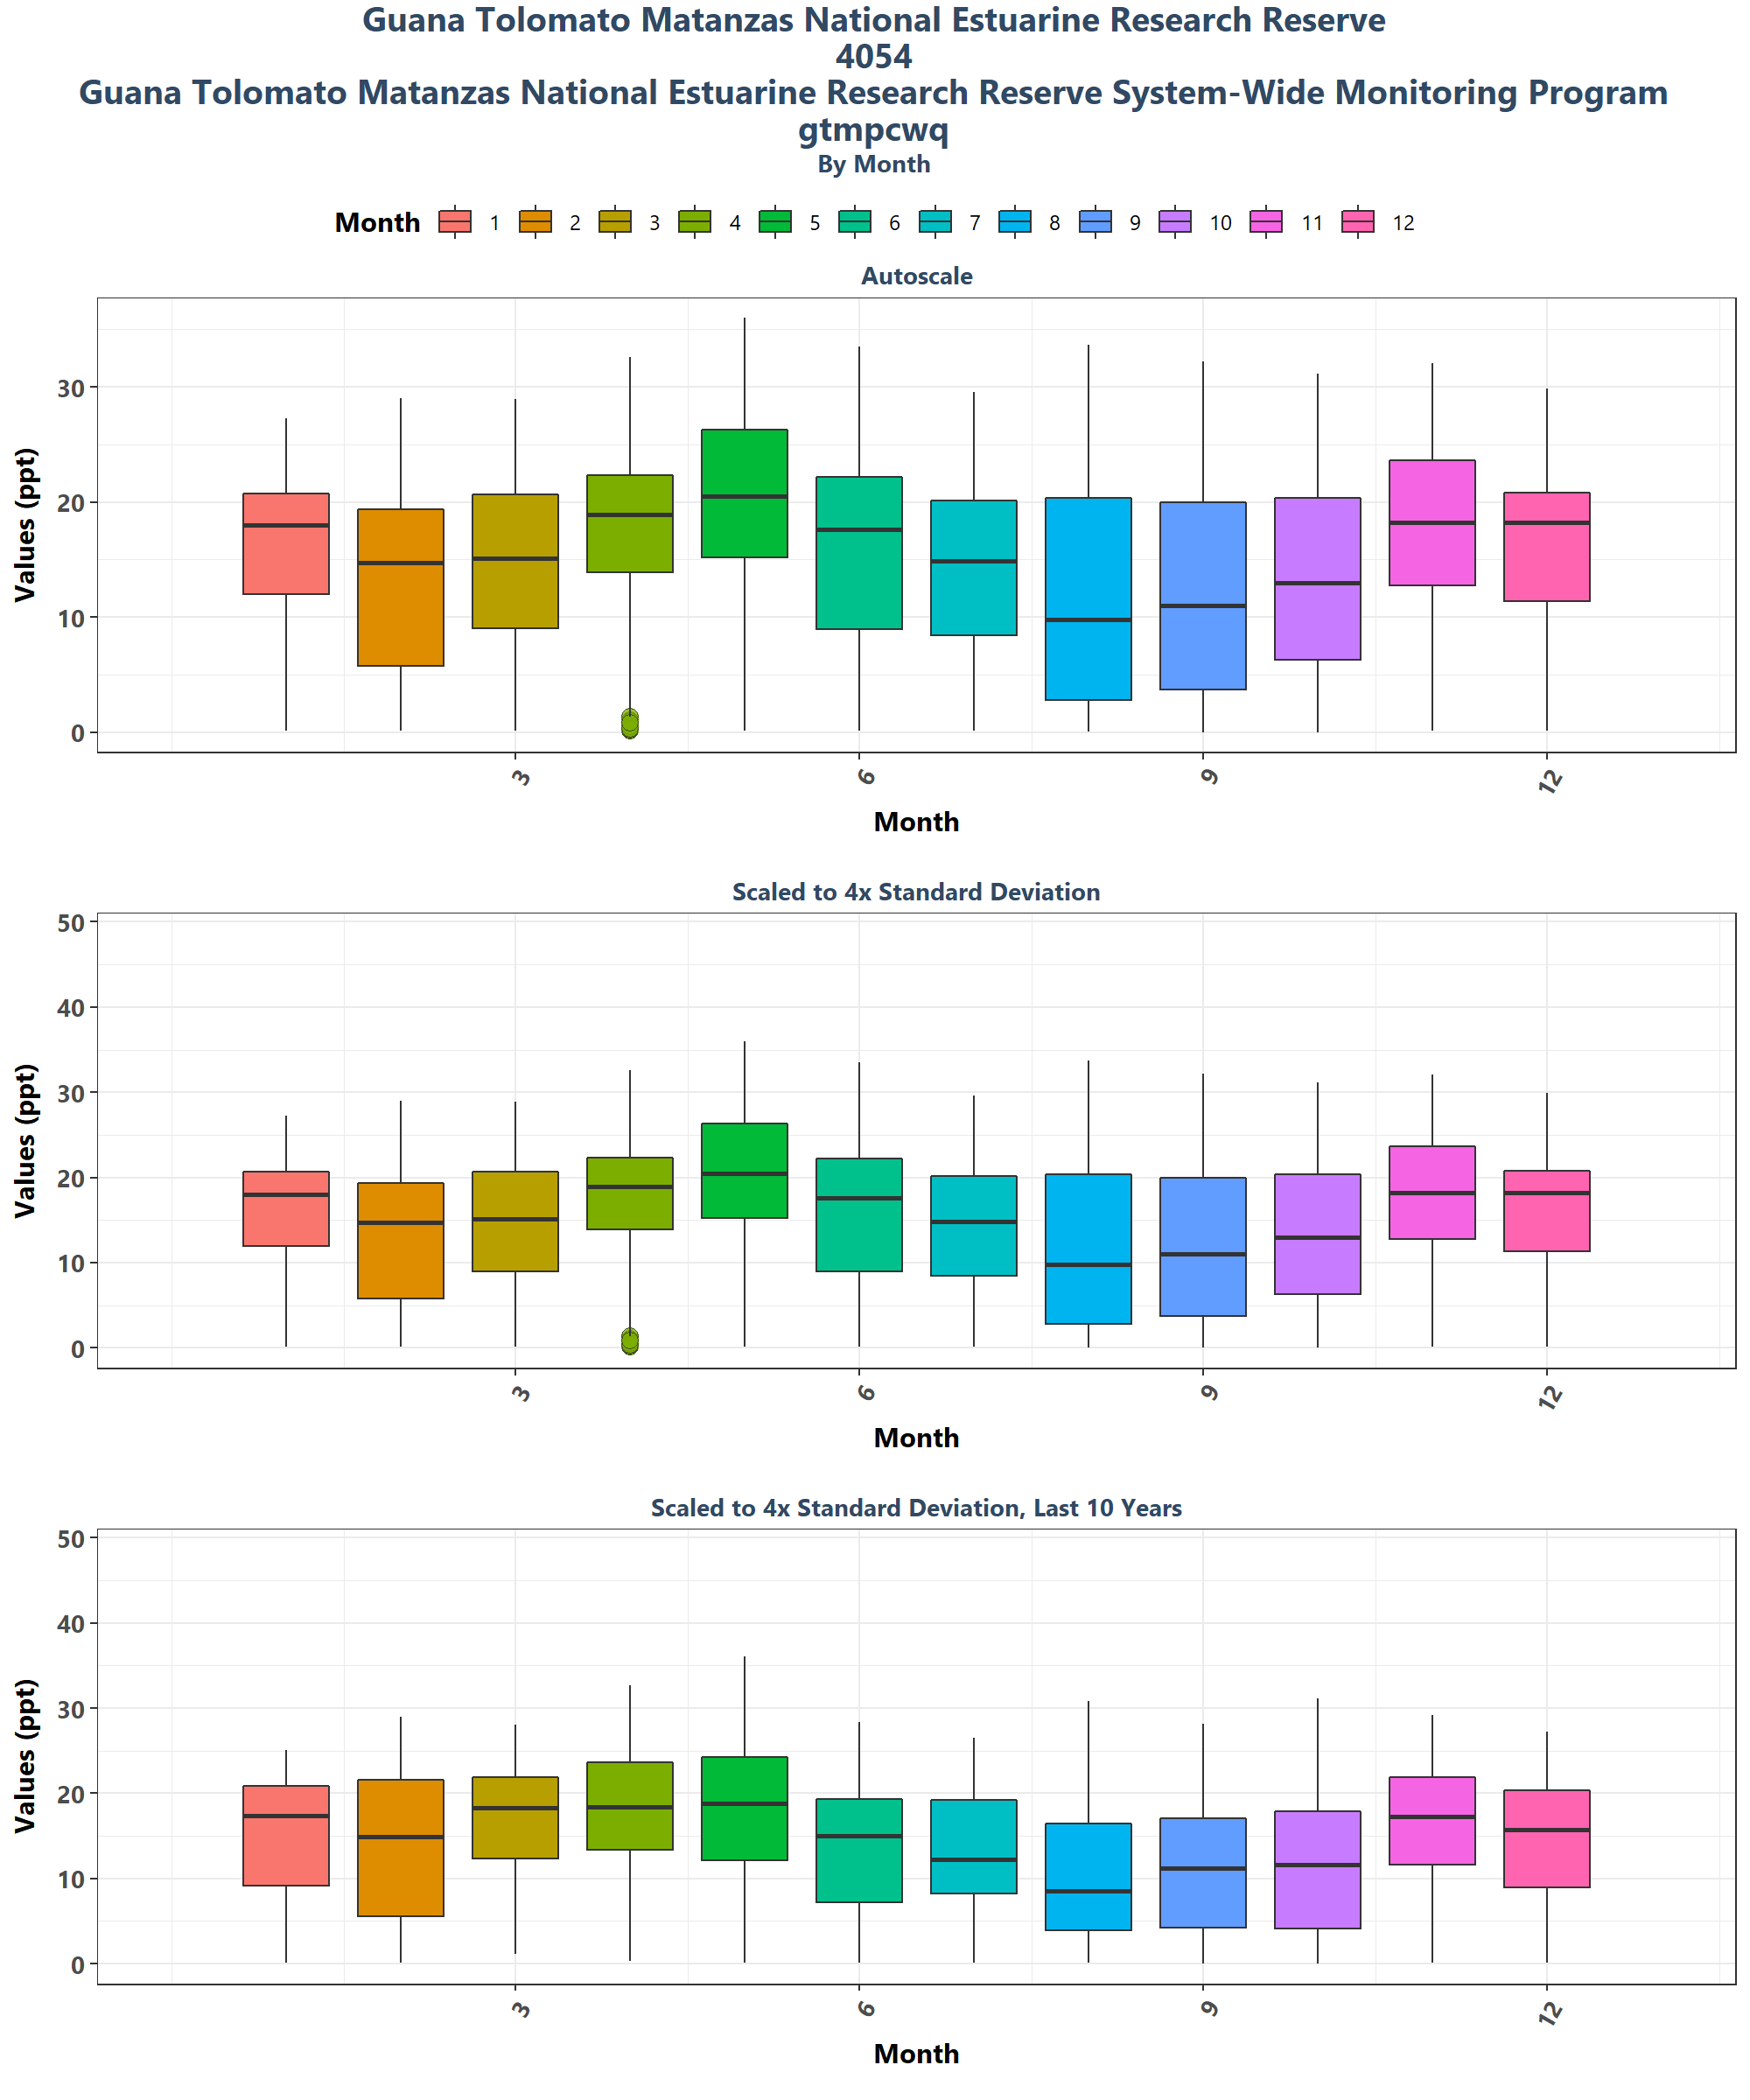 Guana Tolomato Matanzas National Estuarine Research Reserve
4054
Guana Tolomato Matanzas National Estuarine Research Reserve System-Wide Monitoring Program
gtmpcwq
By Month
Month 1 2 3 4 5 6 7 8 9 10 11 12
Autoscale
Values (ppt)
30
20
10
0
3 6 9 12
Month
Scaled to 4x Standard Deviation
Values (ppt)
50
40
30
20
10
0
3 6 9 12
Month
Scaled to 4x Standard Deviation, Last 10 Years
Values (ppt)
50
40
30
20
10
0
3 6 9 12
Month